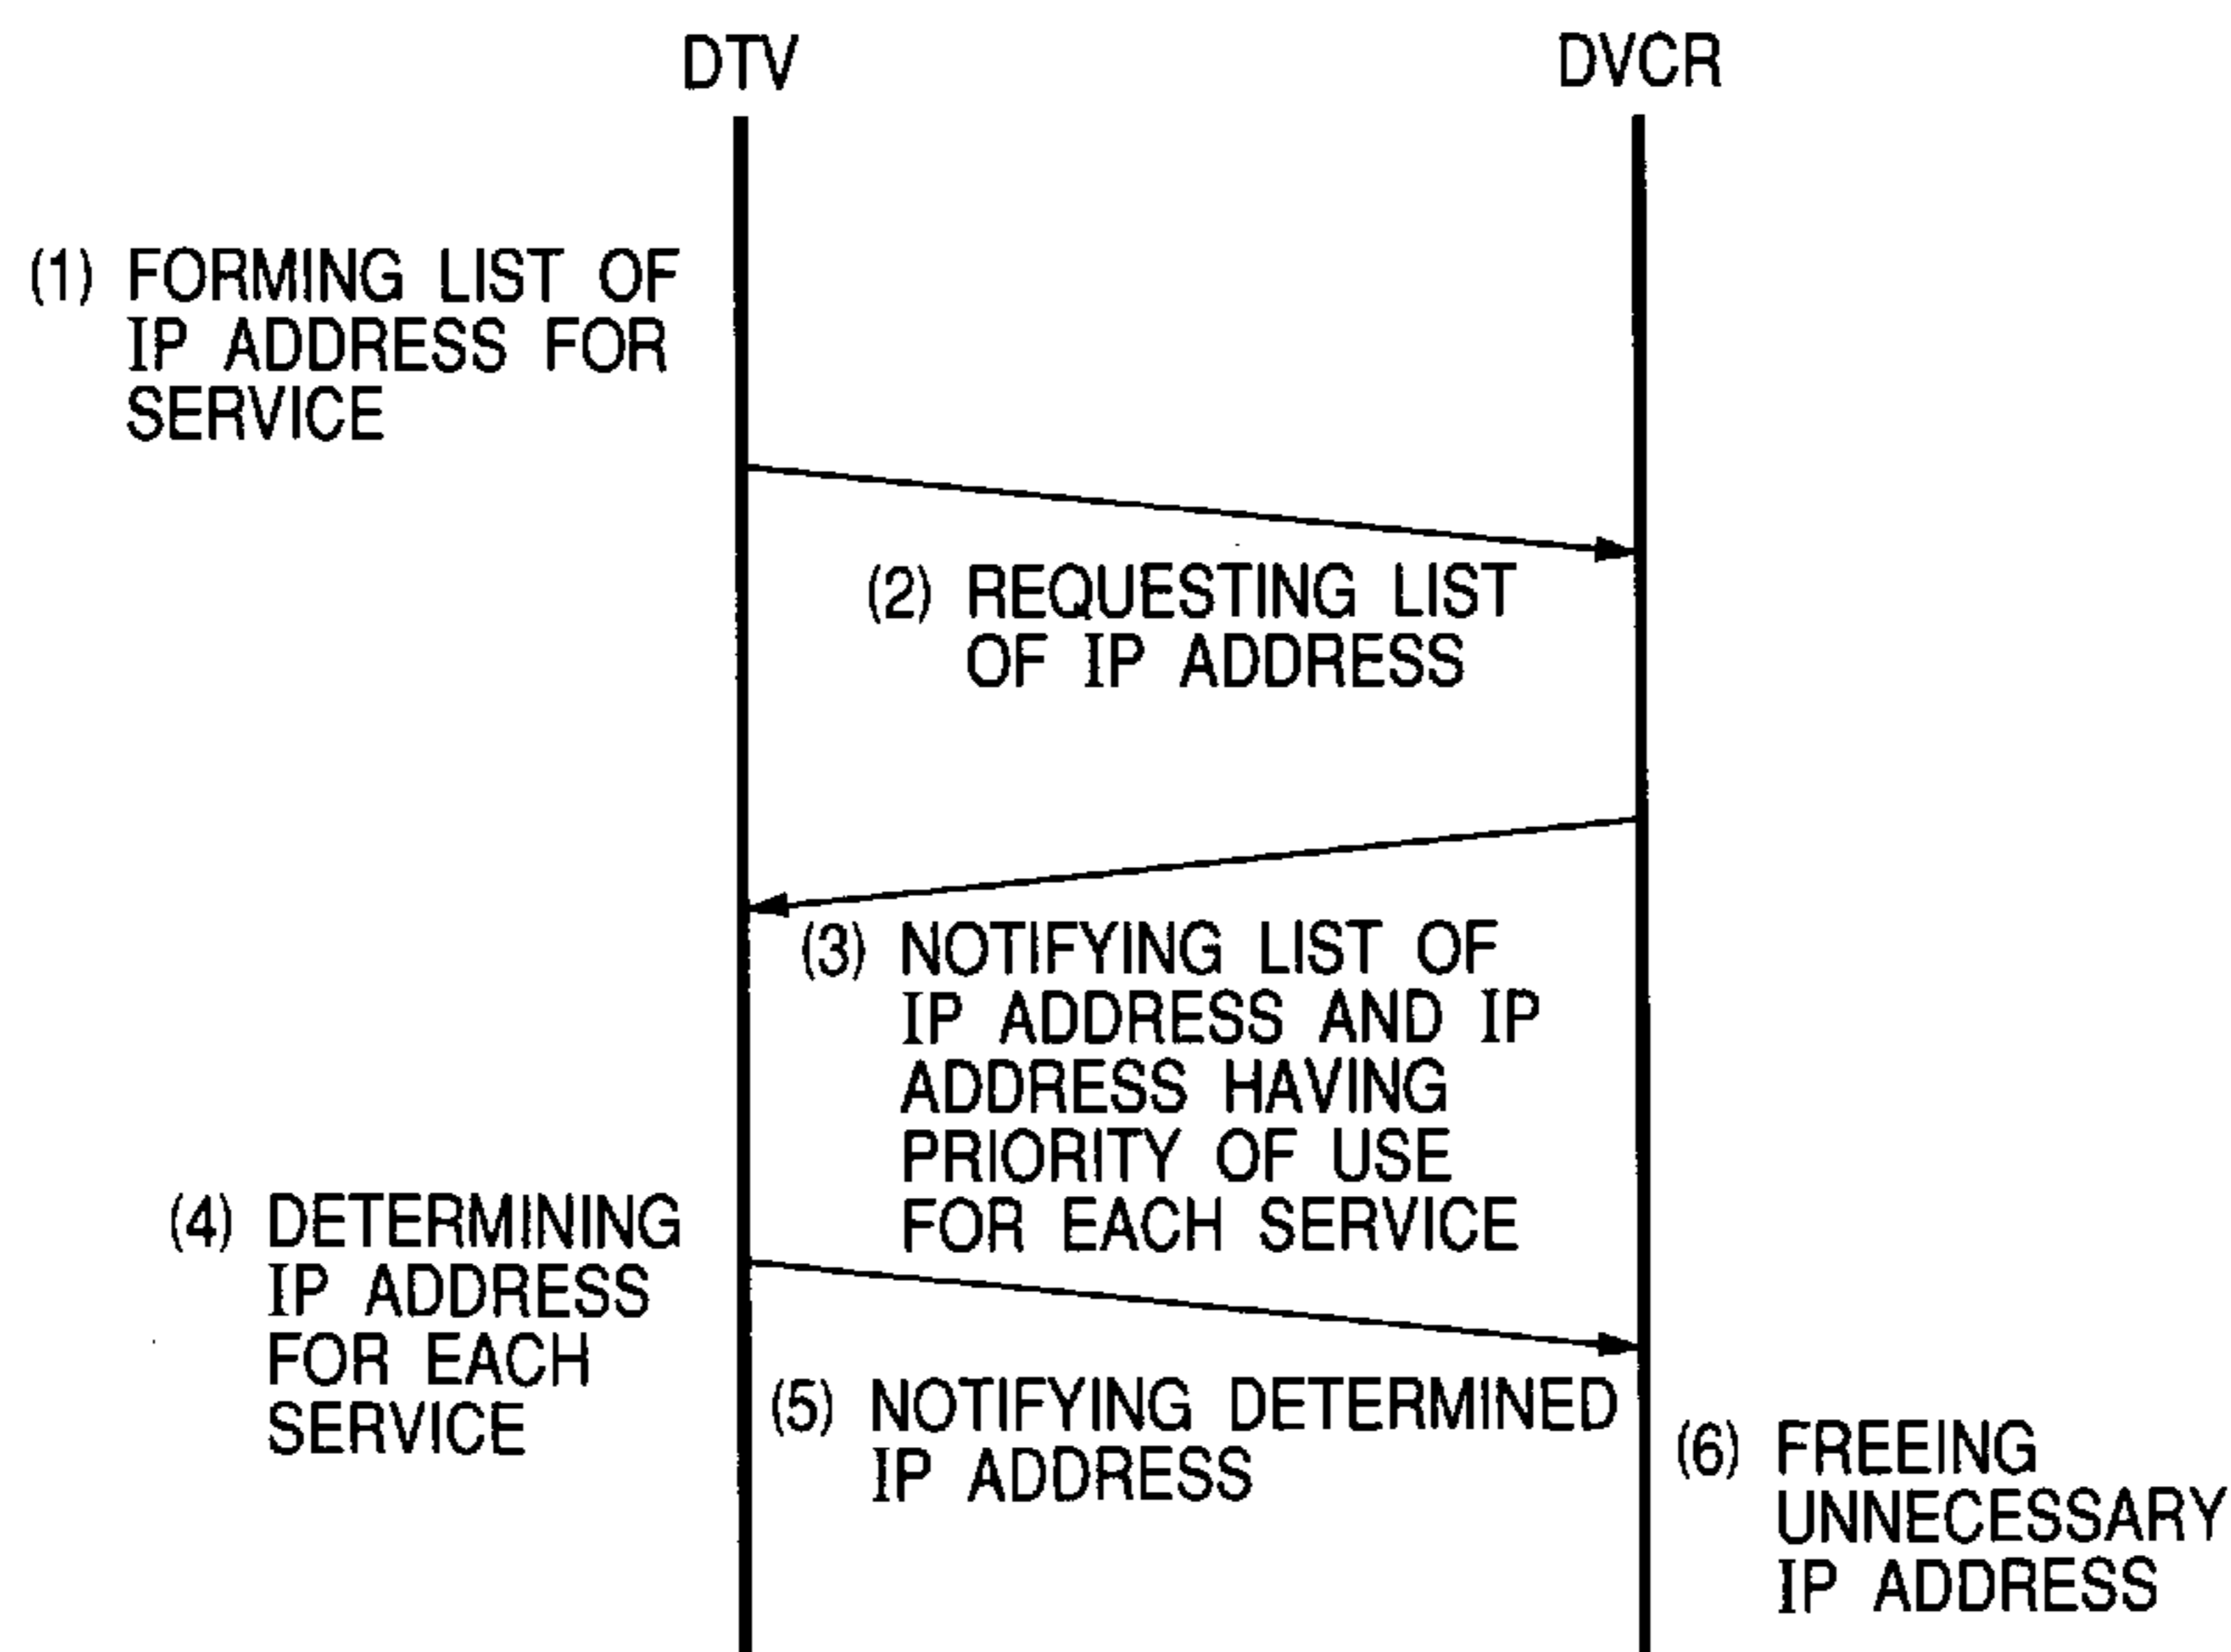 DTV
DVCR
(1) FORMING LIST OF
IP ADDRESS FOR
SERVICE
(2) REQUESTING LIST
OF IP ADDRESS
(3) NOTIFYING LIST OF
IP ADDRESS AND IP
ADDRESS HAVING
PRIORITY OF USE
FOR EACH SERVICE
(4) DETERMINING
IP ADDRESS
FOR EACH
SERVICE
(5) NOTIFYING DETERMINED
IP ADDRESS
(6) FREEING
UNNECESSARY
IP ADDRESS